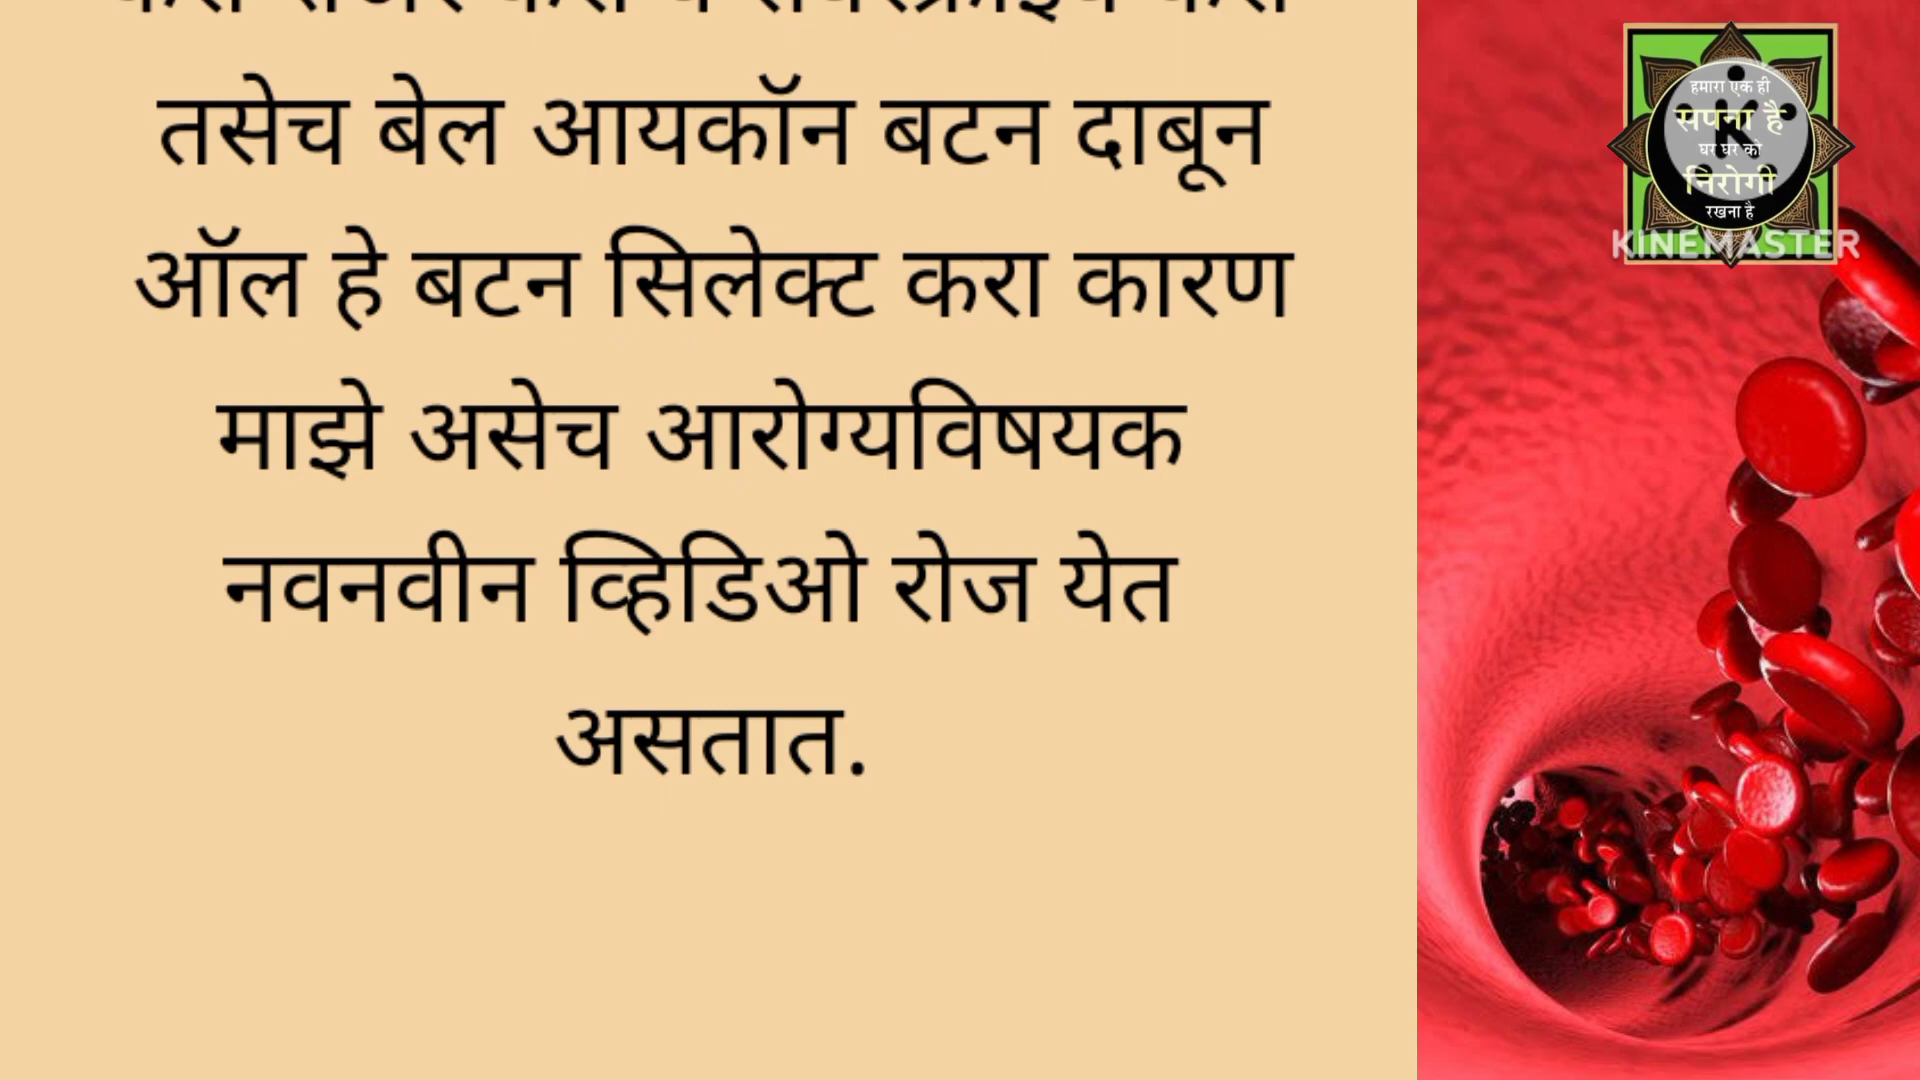 तसेच बेल आयकॉन बटन दाबून
ऑल हे बटन सिलेक्ट करा कारण
माझे असेच आरोग्यविषयक
नवनवीन व्हिडिओ रोज येत
असतात.
हमारा एक ही
सपना है
घर घर को
निरोगी
रखना है
KINEMASTER